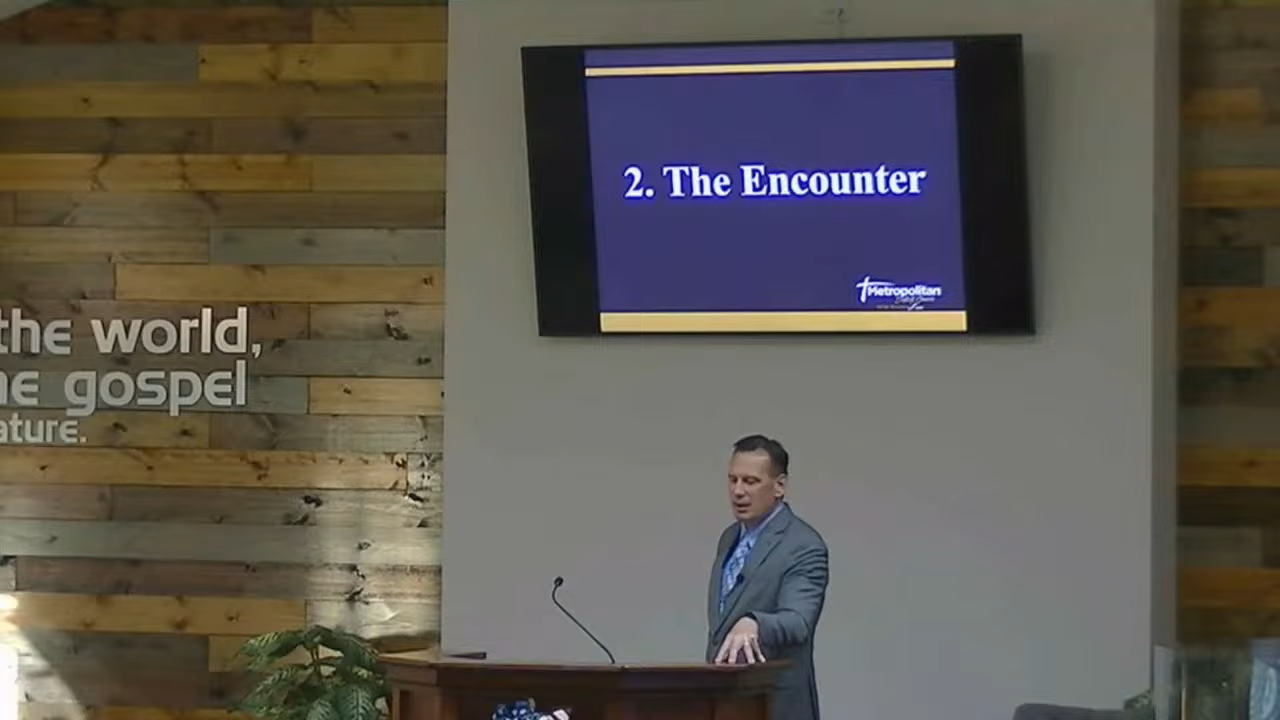 2. The Encounter
Metropolitan
the world,
he gospel
ature.